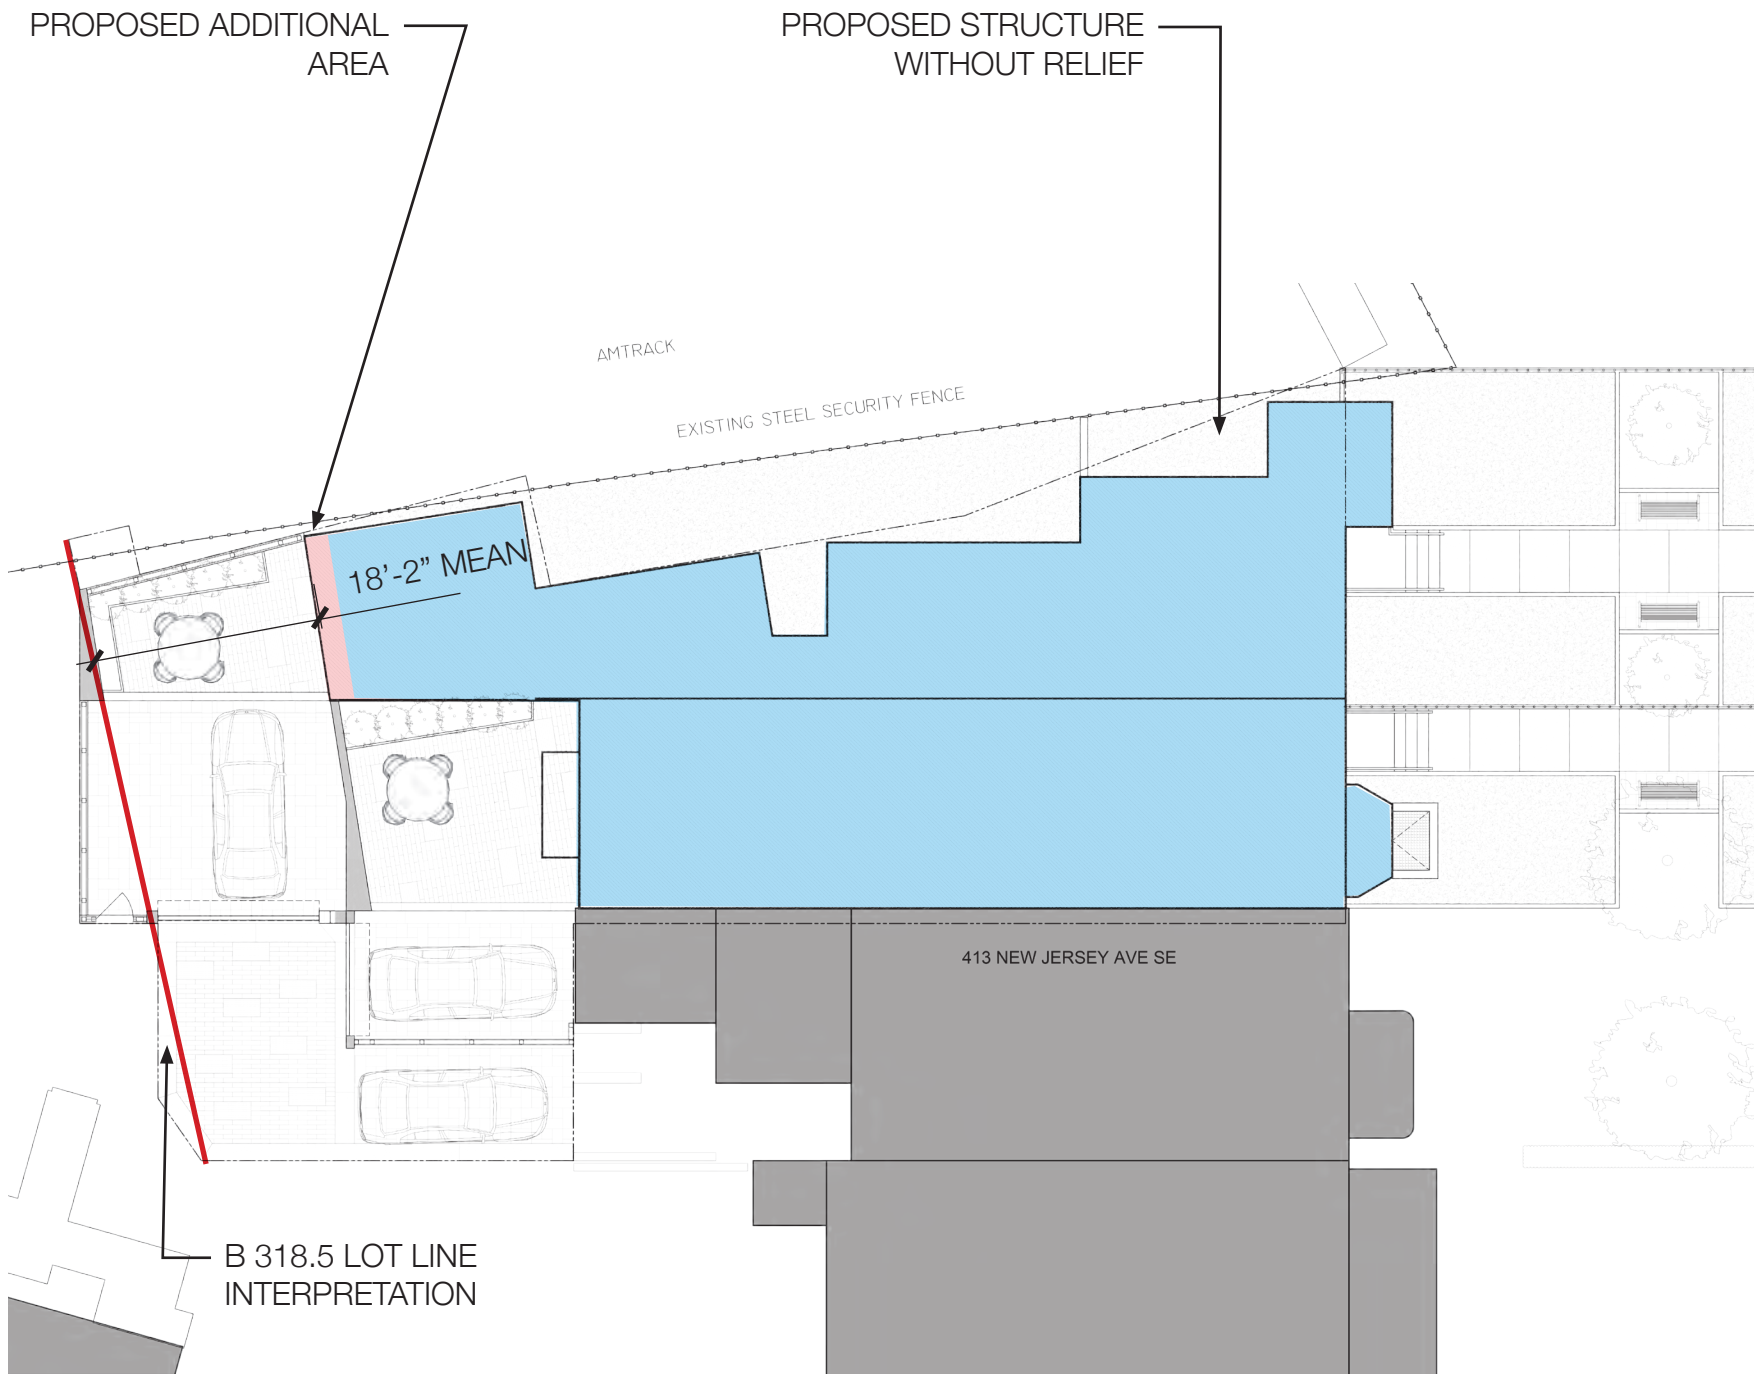 PROPOSED ADDITIONAL
AREA
PROPOSED STRUCTURE
WITHOUT RELIEF
AMTRACK
EXISTING STEEL SECURITY FENCE
18’-2” MEAN
413 NEW JERSEY AVE SE
B 318.5 LOT LINE
INTERPRETATION